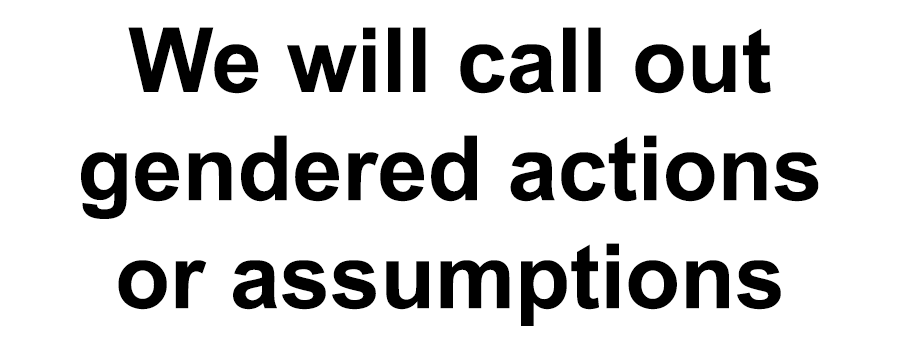 We will call out
gendered actions
or assumptions